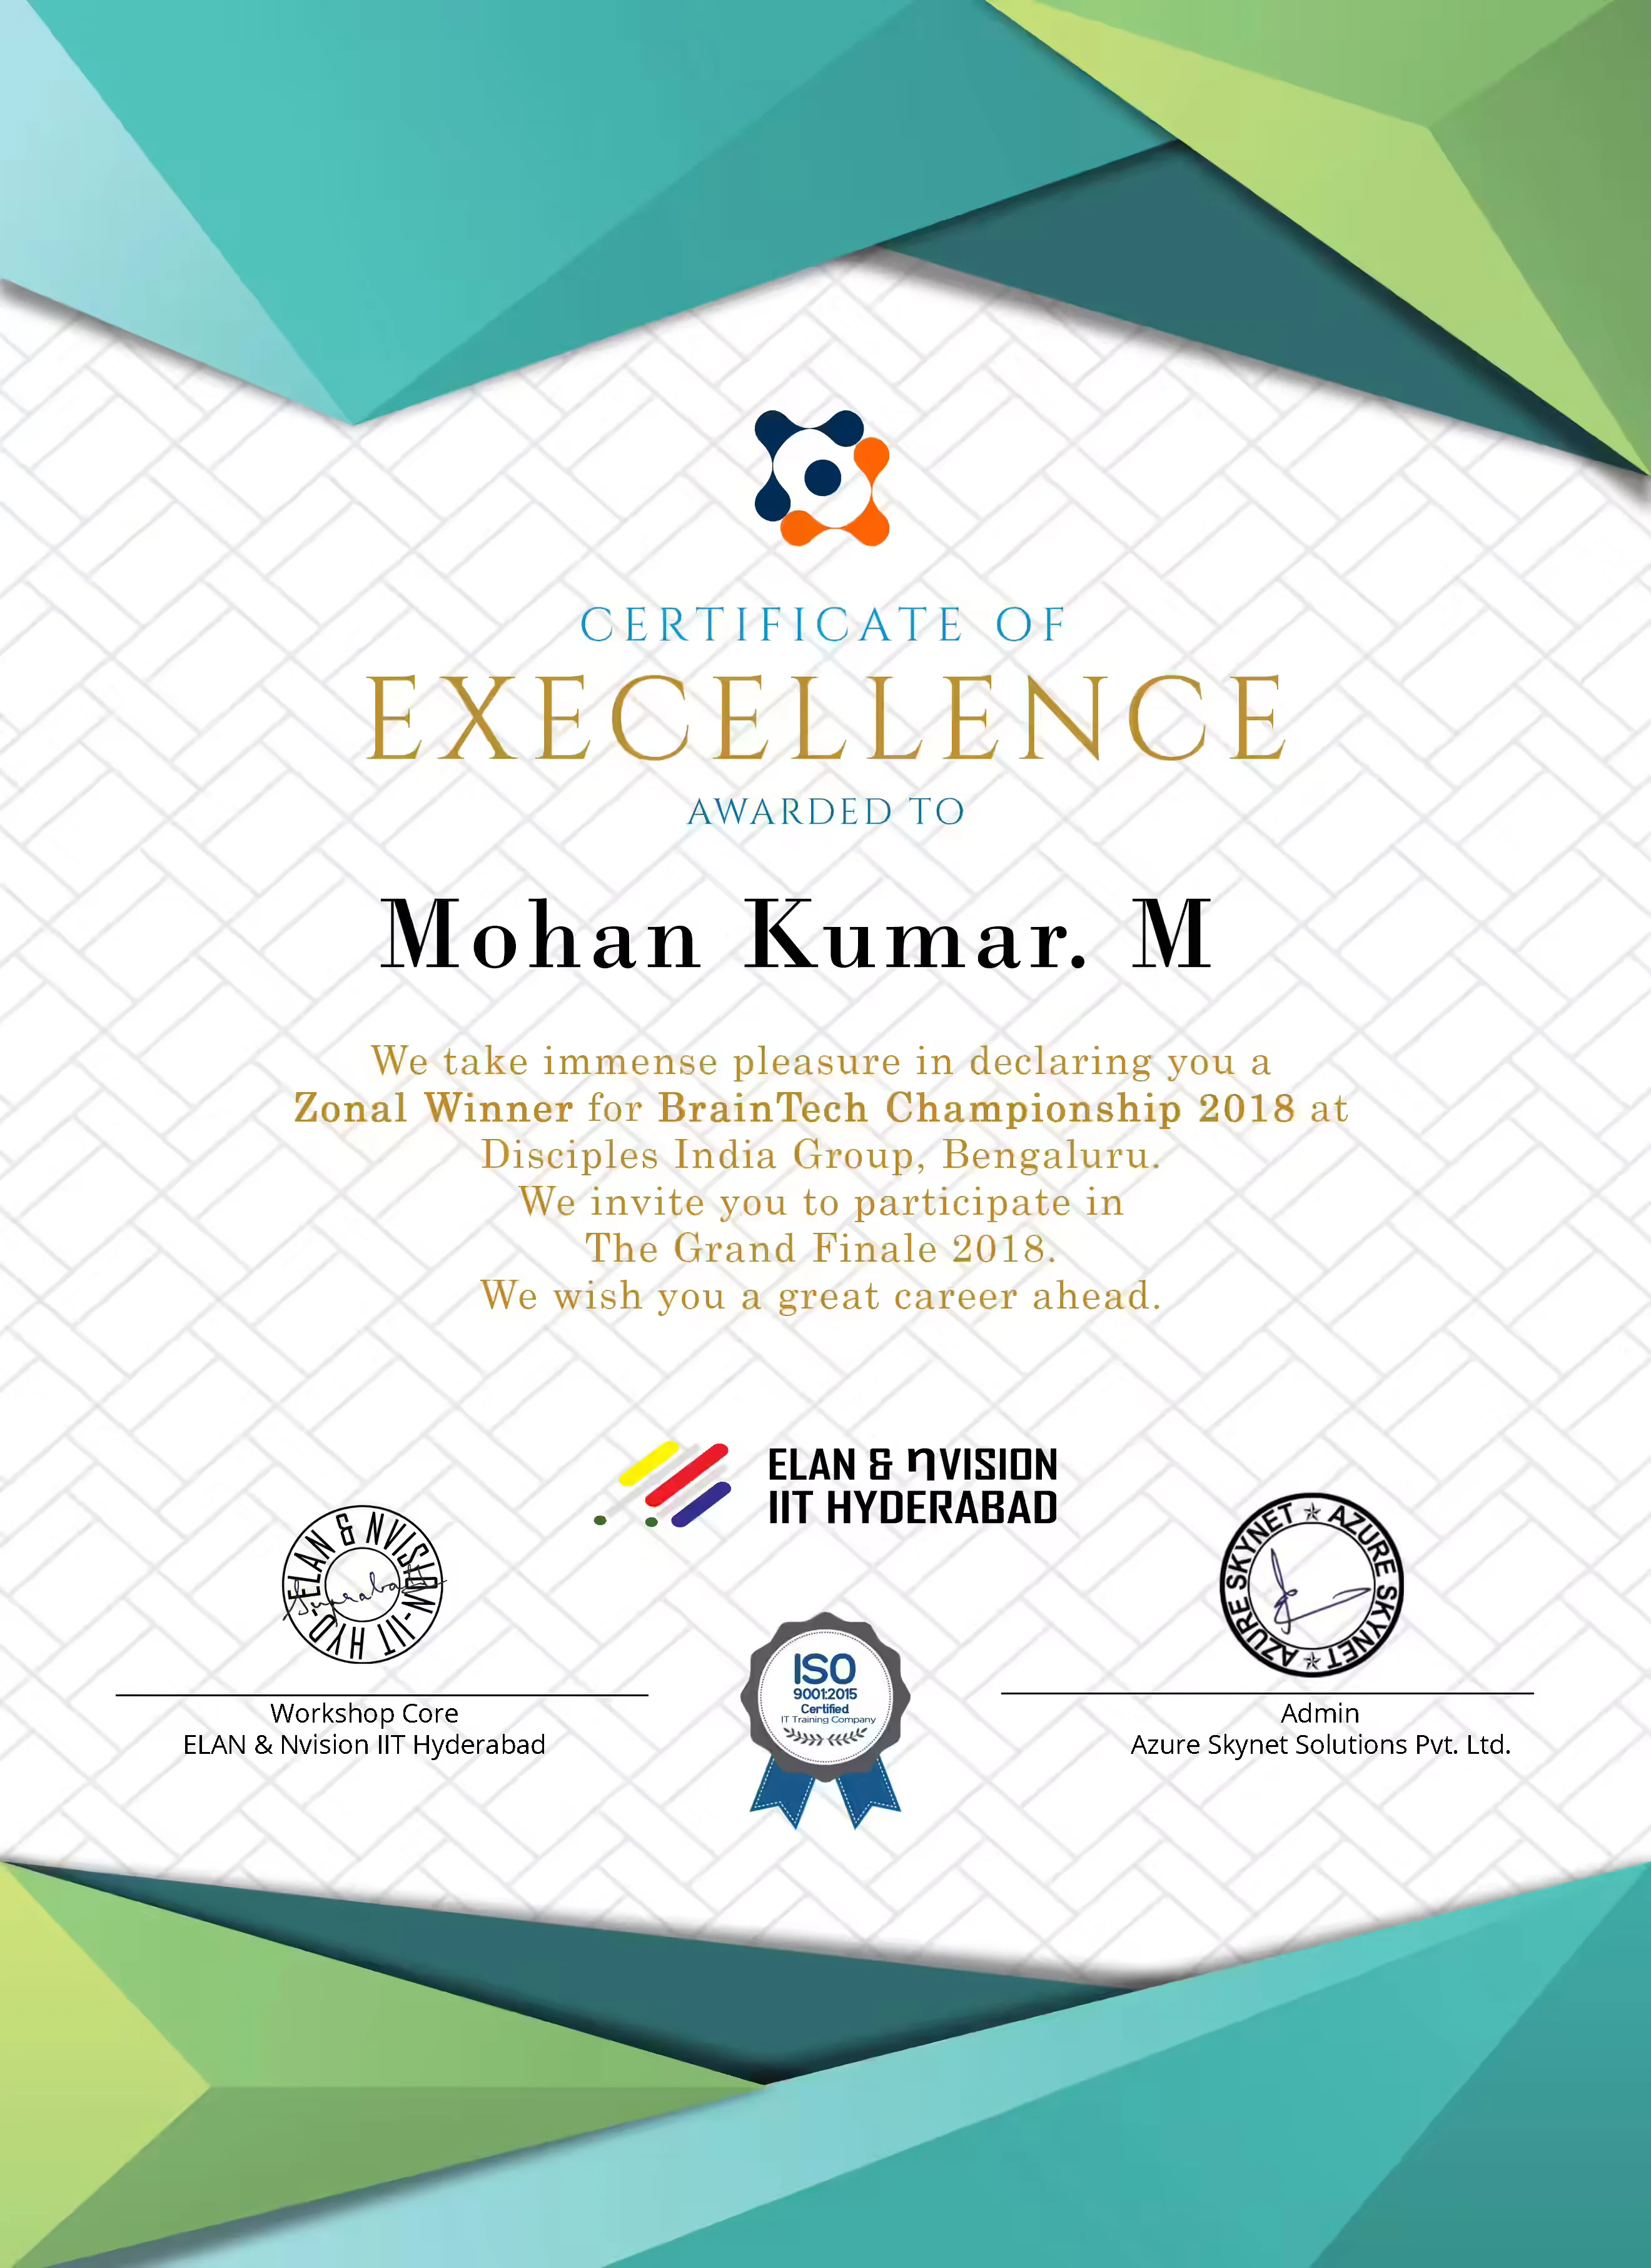 CERTIFICATE OF
EXECELLENCE
AWARDED TO
Mohan Kumar. M
We take immense pleasure in declaring you a
Zonal Winner for BrainTech Championship 2018 at
Disciples India Group, Bengaluru.
We invite you to participate in
The Grand Finale 2018.
We wish you a great career ahead.
ELAN & ηVISION
IIT HYDERABAD
ELAN & NVISION-IIT HYD-
AZURE SKYNET ★ AZURE SKYNET ★
ISO
9001:2015
Certified
IT Training Company
Workshop Core
ELAN & Nvision IIT Hyderabad
Admin
Azure Skynet Solutions Pvt. Ltd.